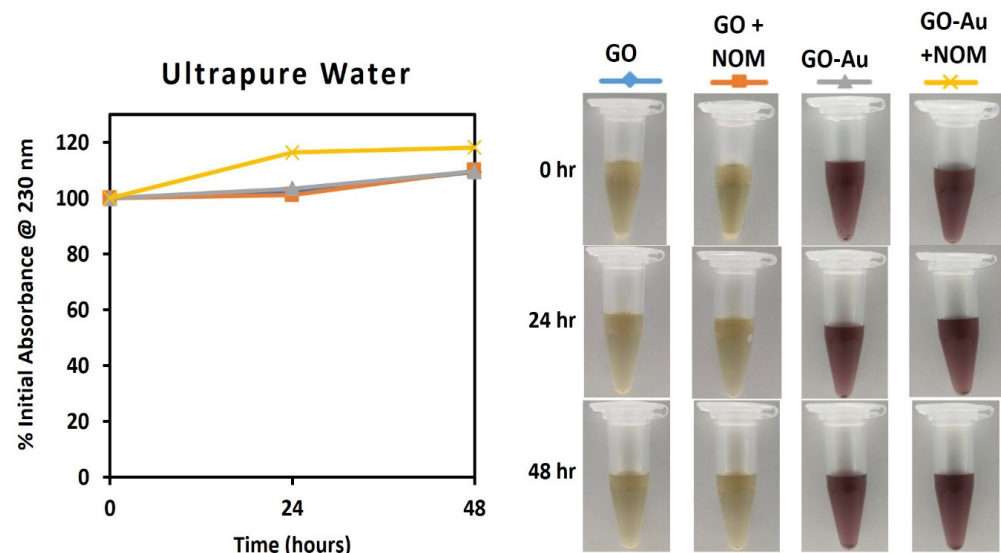 Ultrapure Water
% Initial Absorbance @ 230 nm
120
100
80
60
40
20
0
0
24
48
Time (hours)
GO
GO +
NOM
GO-Au
GO-Au
+NOM
0 hr
24 hr
48 hr